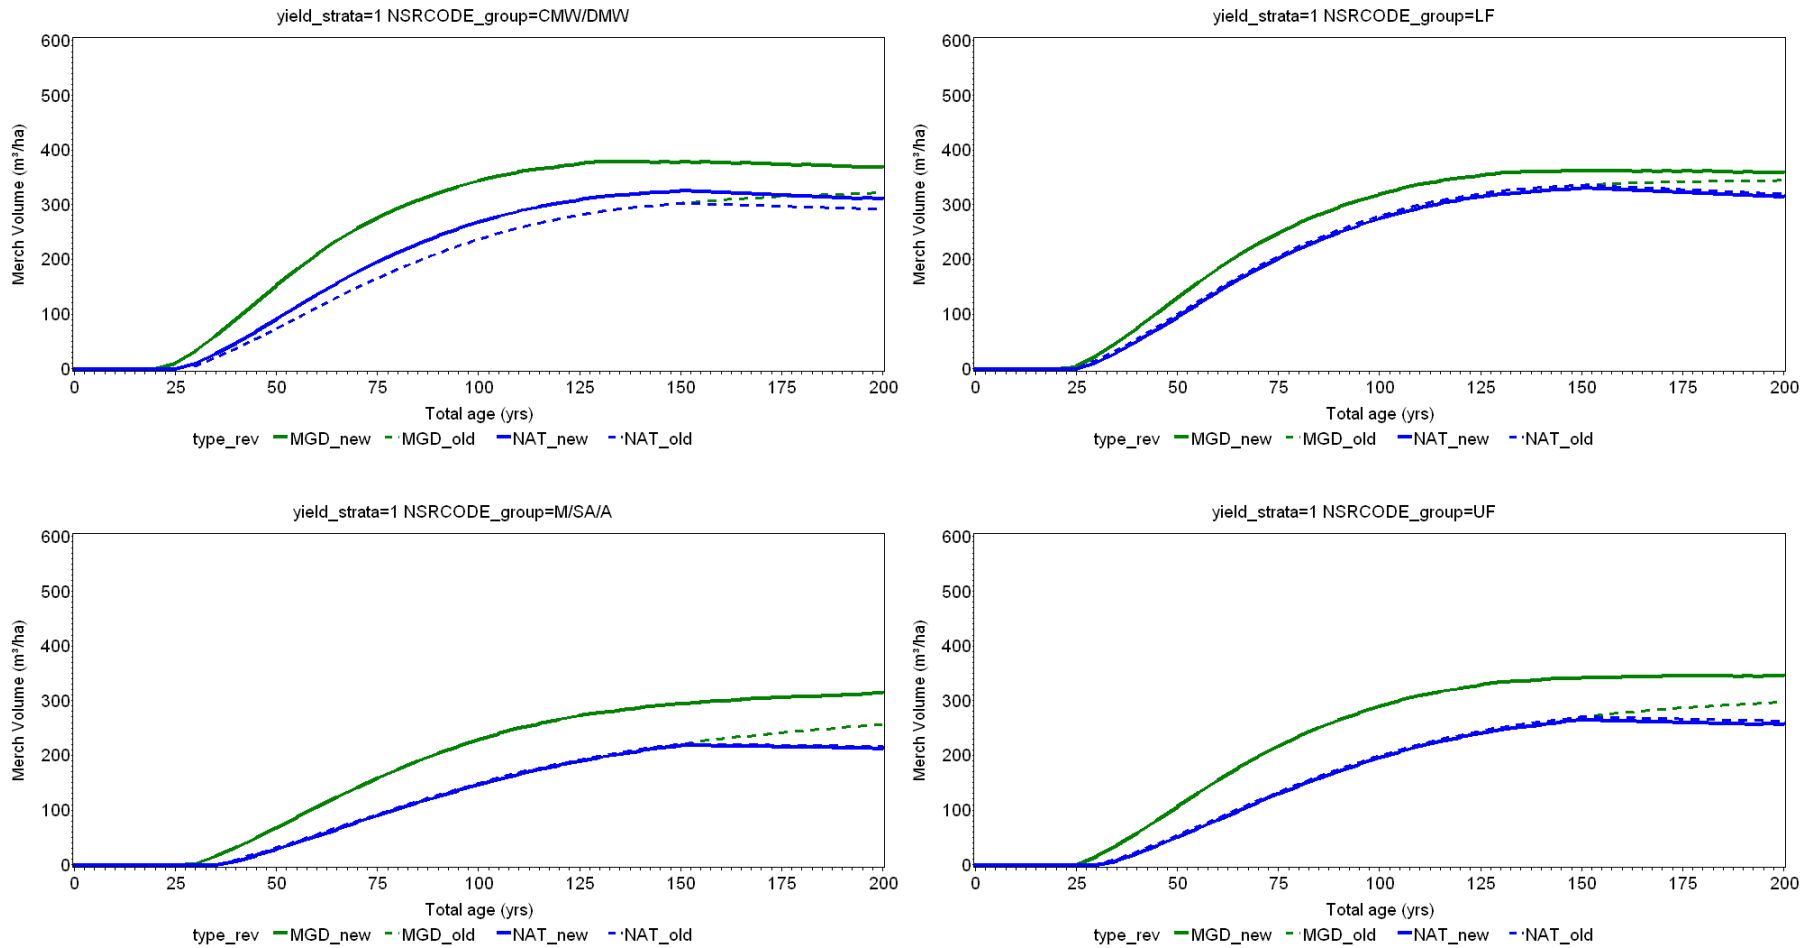 yield_strata=1 NSRCODE_group=CMW/DMW
600
500
400
300
200
100
0
Merch Volume (m³/ha)
0 25 50 75 100 125 150 175 200
Total age (yrs)
type_rev MGD_new MGD_old NAT_new NAT_old
yield_strata=1 NSRCODE_group=LF
600
500
400
300
200
100
0
Merch Volume (m³/ha)
0 25 50 75 100 125 150 175 200
Total age (yrs)
type_rev MGD_new MGD_old NAT_new NAT_old
yield_strata=1 NSRCODE_group=M/SA/A
600
500
400
300
200
100
0
Merch Volume (m³/ha)
0 25 50 75 100 125 150 175 200
Total age (yrs)
type_rev MGD_new MGD_old NAT_new NAT_old
yield_strata=1 NSRCODE_group=UF
600
500
400
300
200
100
0
Merch Volume (m³/ha)
0 25 50 75 100 125 150 175 200
Total age (yrs)
type_rev MGD_new MGD_old NAT_new NAT_old